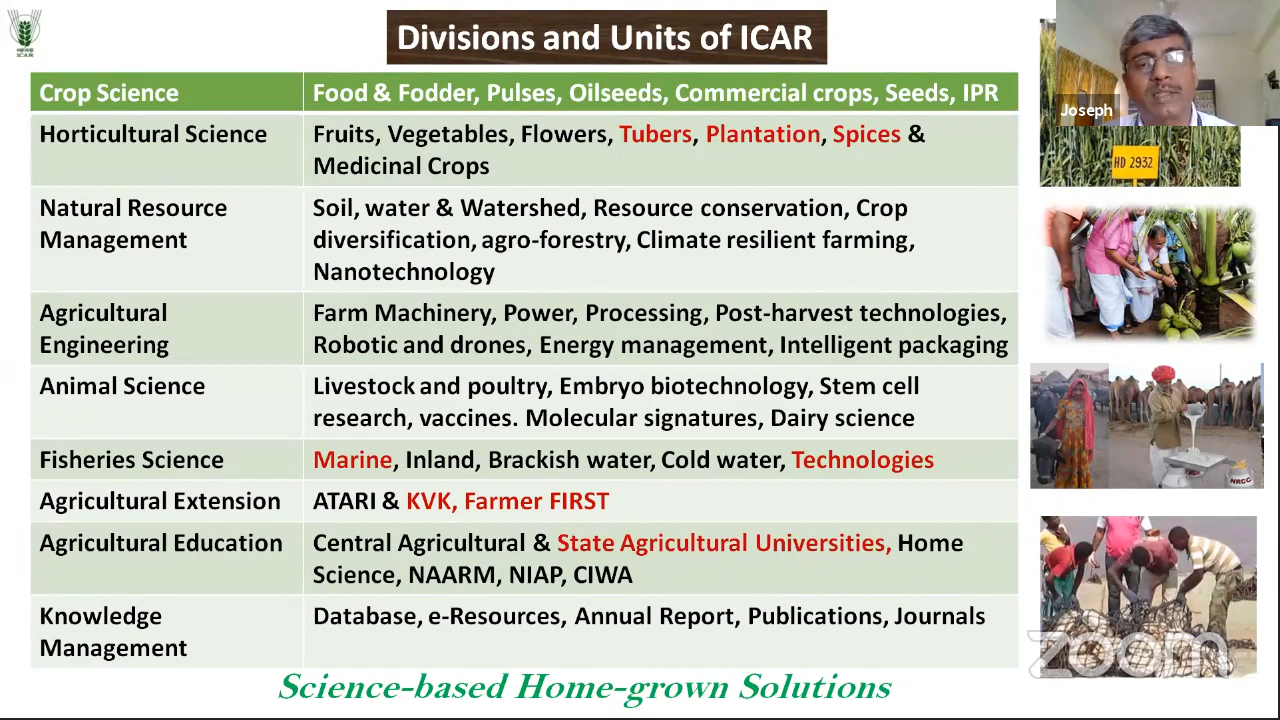 ICAR
Divisions and Units of ICAR
Joseph
Crop Science
Food & Fodder, Pulses, Oilseeds, Commercial crops, Seeds, IPR
Horticultural Science
Fruits, Vegetables, Flowers, Tubers, Plantation, Spices &
Medicinal Crops
Natural Resource
Management
Soil, water & Watershed, Resource conservation, Crop
diversification, agro-forestry, Climate resilient farming,
Nanotechnology
Agricultural
Engineering
Farm Machinery, Power, Processing, Post-harvest technologies,
Robotic and drones, Energy management, Intelligent packaging
Animal Science
Livestock and poultry, Embryo biotechnology, Stem cell
research, vaccines. Molecular signatures, Dairy science
Fisheries Science
Marine, Inland, Brackish water, Cold water, Technologies
Agricultural Extension
ATARI & KVK, Farmer FIRST
Agricultural Education
Central Agricultural & State Agricultural Universities, Home
Science, NAARM, NIAP, CIWA
Knowledge
Management
Database, e-Resources, Annual Report, Publications, Journals
Science-based Home-grown Solutions
HD 2932
NRCC
zoom